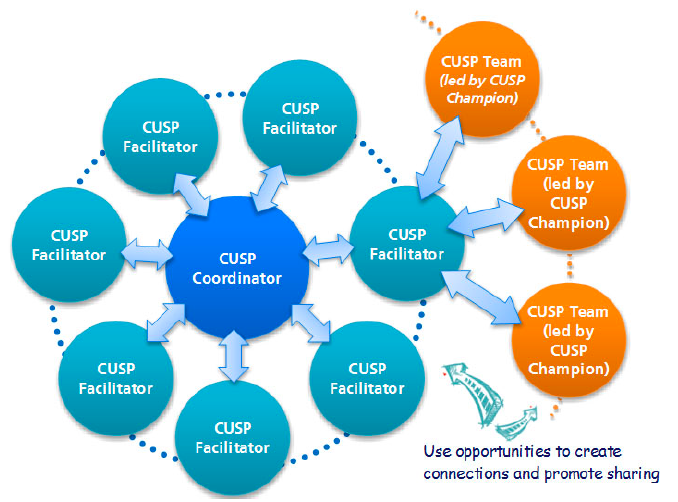 CUSP Team
(led by CUSP
Champion)
CUSP
Facilitator
CUSP
Facilitator
CUSP Team
(led by
CUSP
Champion)
CUSP
Facilitator
CUSP
Coordinator
CUSP
Facilitator
CUSP Team
(led by
CUSP
Champion)
CUSP
Facilitator
CUSP
Facilitator
CUSP
Facilitator
Use opportunities to create
connections and promote sharing